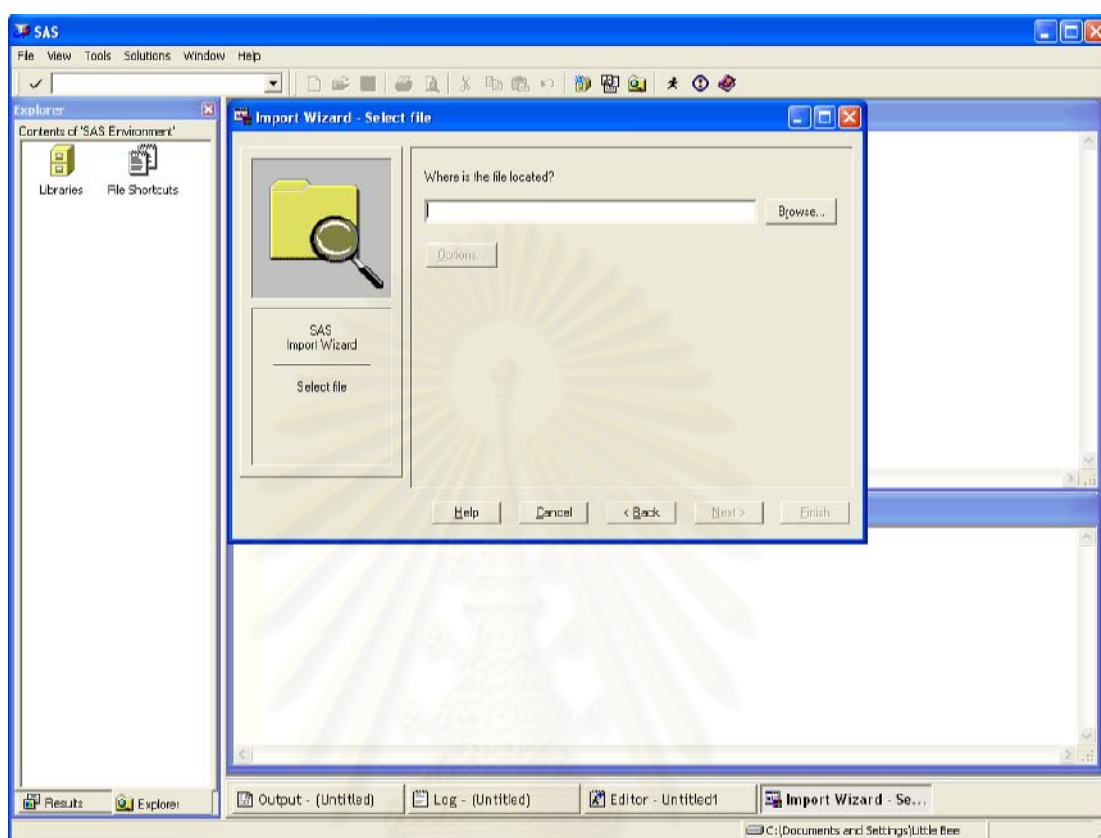 SAS
File View Tools Solutions Window Help
Explorer
Contents of 'SAS Environment'
Libraries File Shortcuts
Import Wizard - Select file
Where is the file located?
Browse...
Options...
SAS
Import Wizard
Select file
Help Cancel < Back Next > Finish
Results Explorer
Output - (Untitled) Log - (Untitled) Editor - Untitled1 Import Wizard - Se...
C:\Documents and Settings\Little Bee